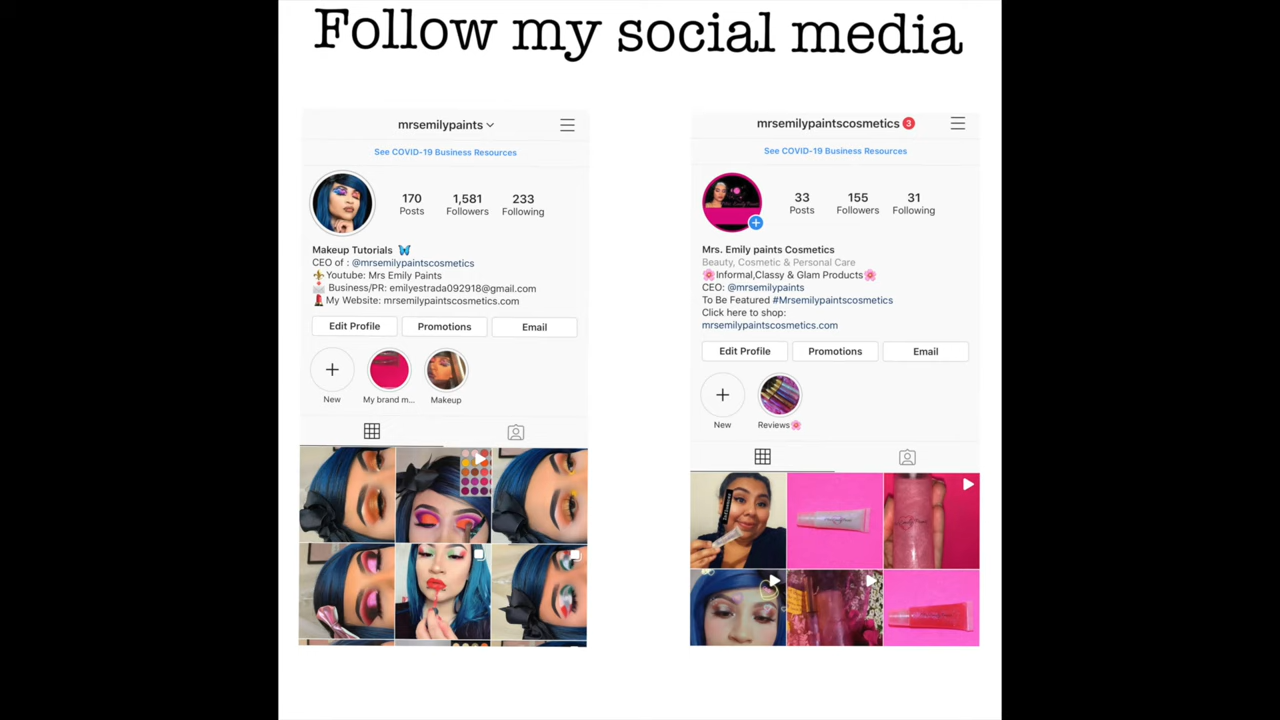 Follow my social media
mrsemilypaints
See COVID-19 Business Resources
170 1,581 233
Posts Followers Following
Makeup Tutorials
CEO of : @mrsemilypaintscosmetics
Youtube: Mrs Emily Paints
Business/PR: emilyestrada092918@gmail.com
My Website: mrsemilypaintscosmetics.com
Edit Profile Promotions Email
New My brand m... Makeup
mrsemilypaintscosmetics 3
See COVID-19 Business Resources
33 155 31
Posts Followers Following
Mrs. Emily paints Cosmetics
Beauty, Cosmetic & Personal Care
🌸Informal,Classy & Glam Products🌸
CEO: @mrsemilypaints
To Be Featured #Mrsemilypaintscosmetics
Click here to shop:
mrsemilypaintscosmetics.com
Edit Profile Promotions Email
New Reviews🌸